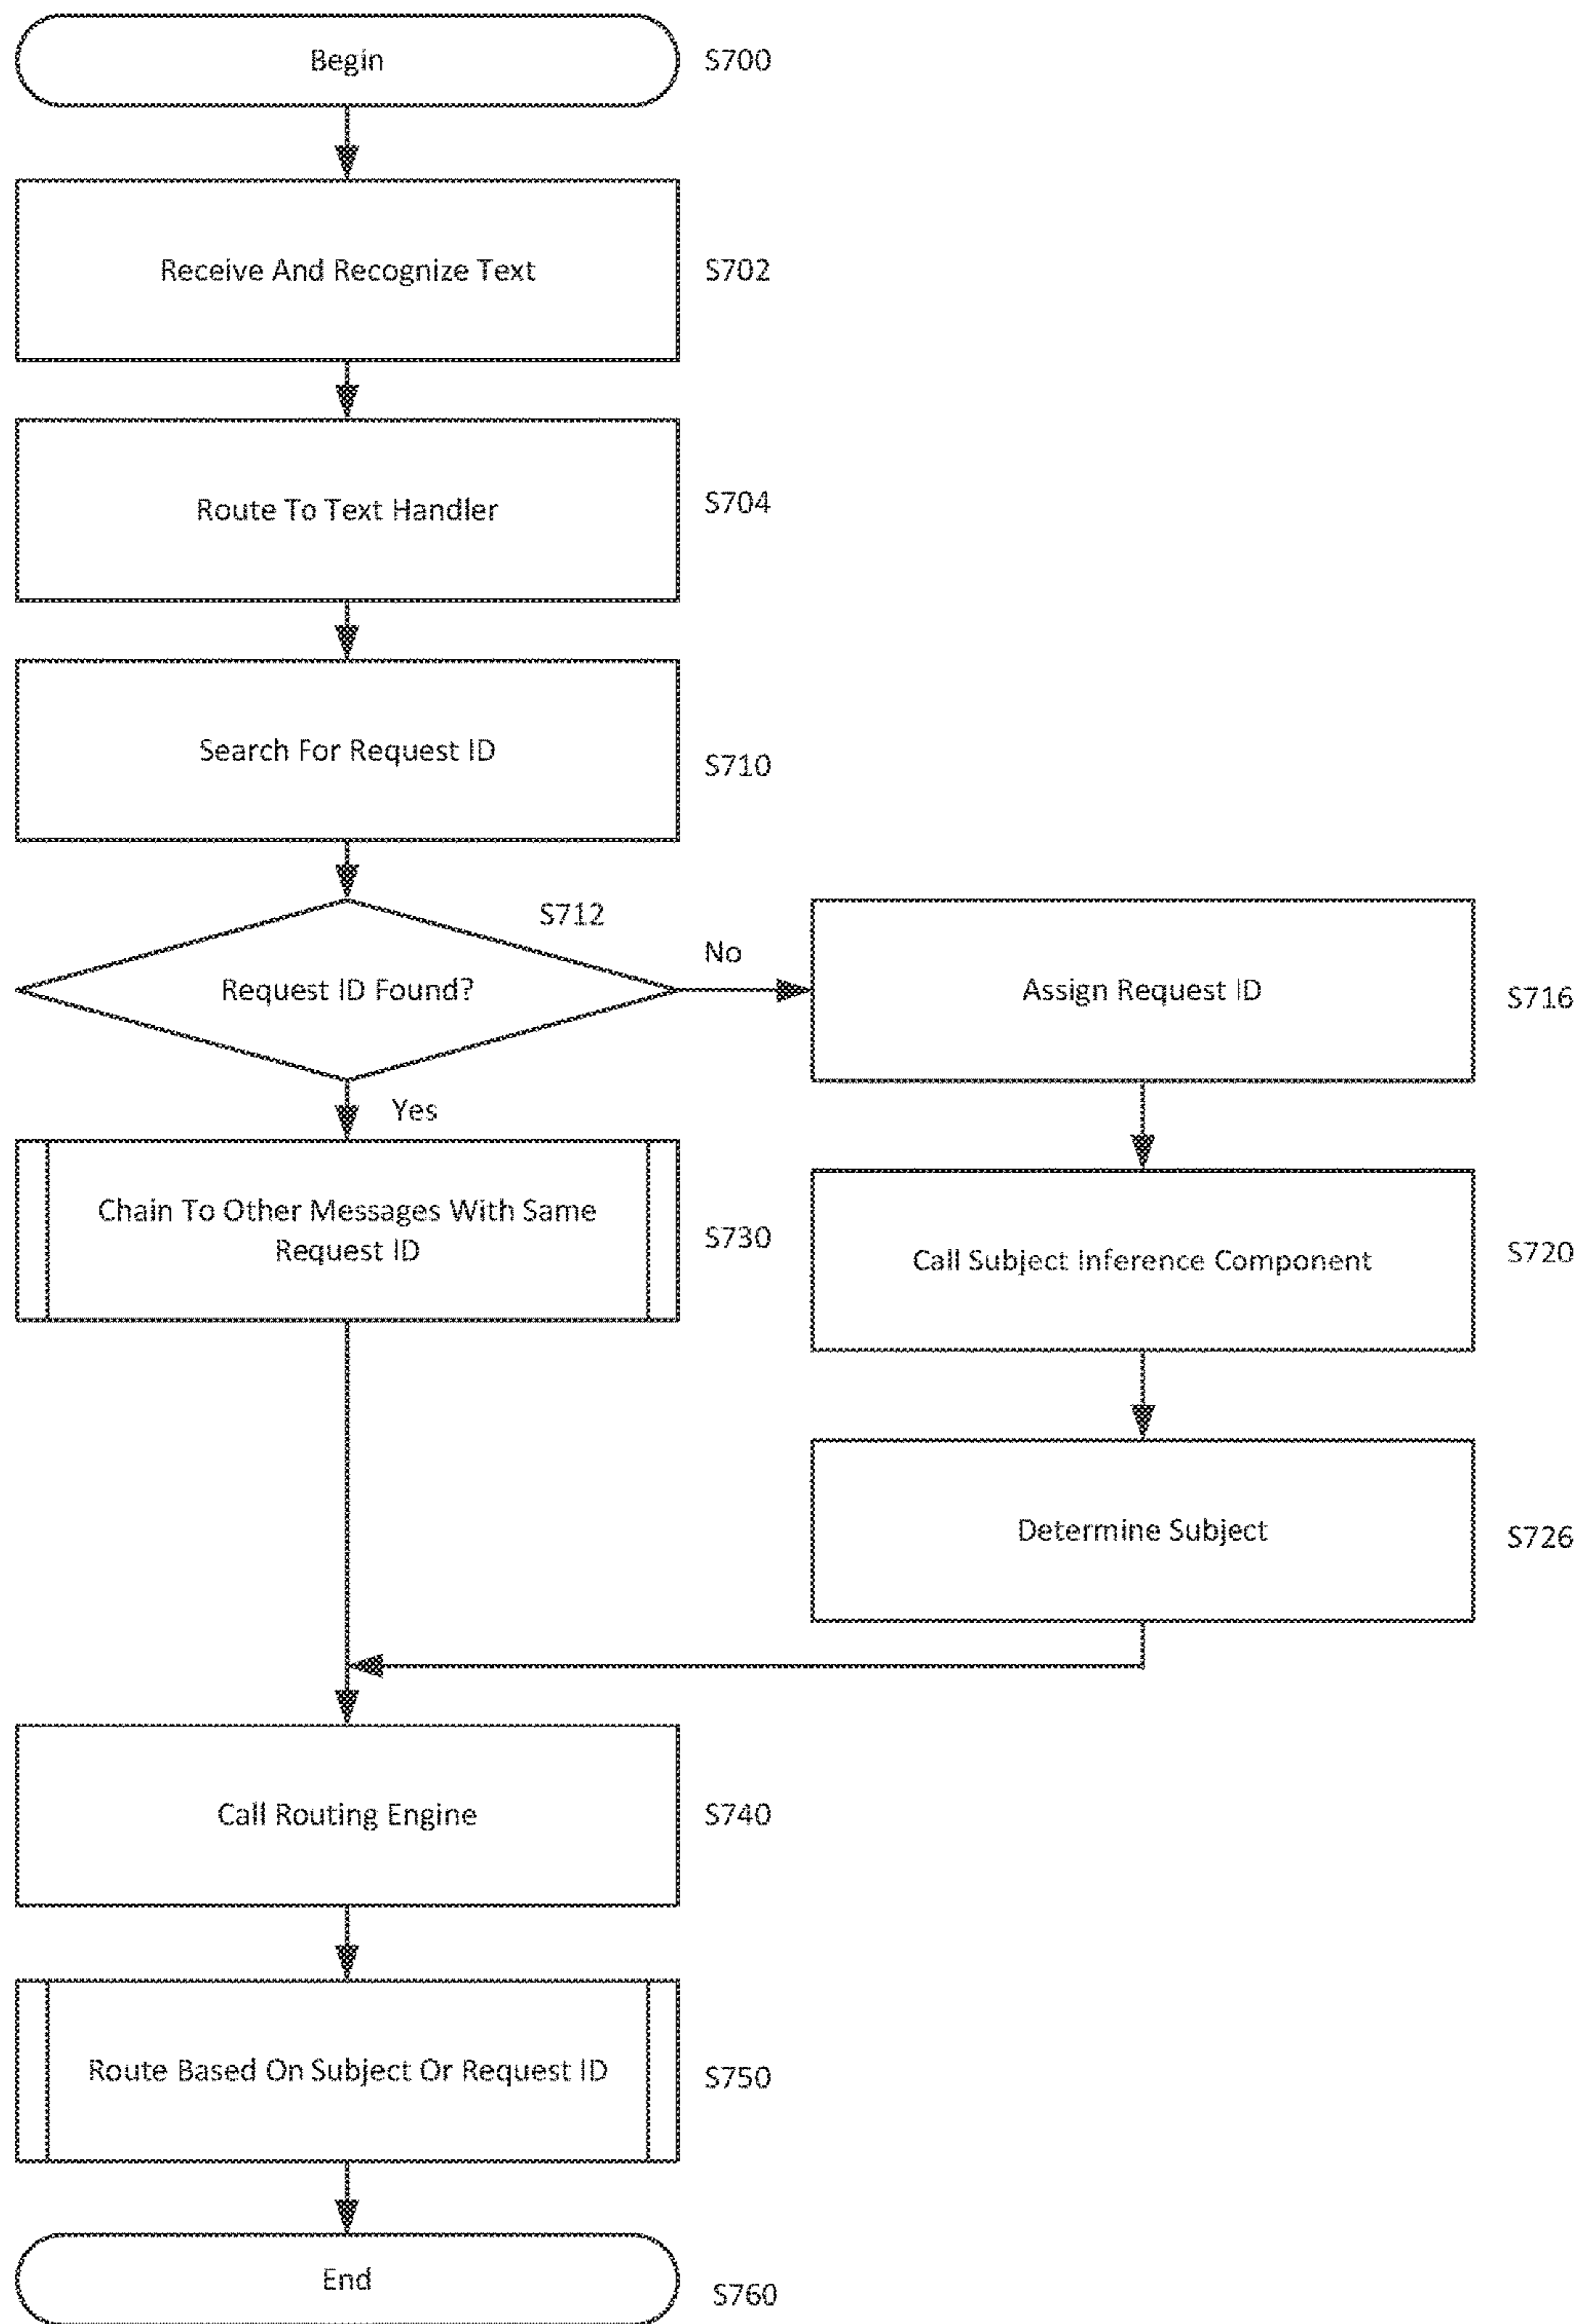 Begin
S700
Receive And Recognize Text
S702
Route To Text Handler
S704
Search For Request ID
S710
S712
No
Request ID Found?
Assign Request ID
S716
Yes
Chain To Other Messages With Same
Request ID
S730
Call Subject Inference Component
S720
Determine Subject
S726
Call Routing Engine
S740
Route Based On Subject Or Request ID
S750
End
S760